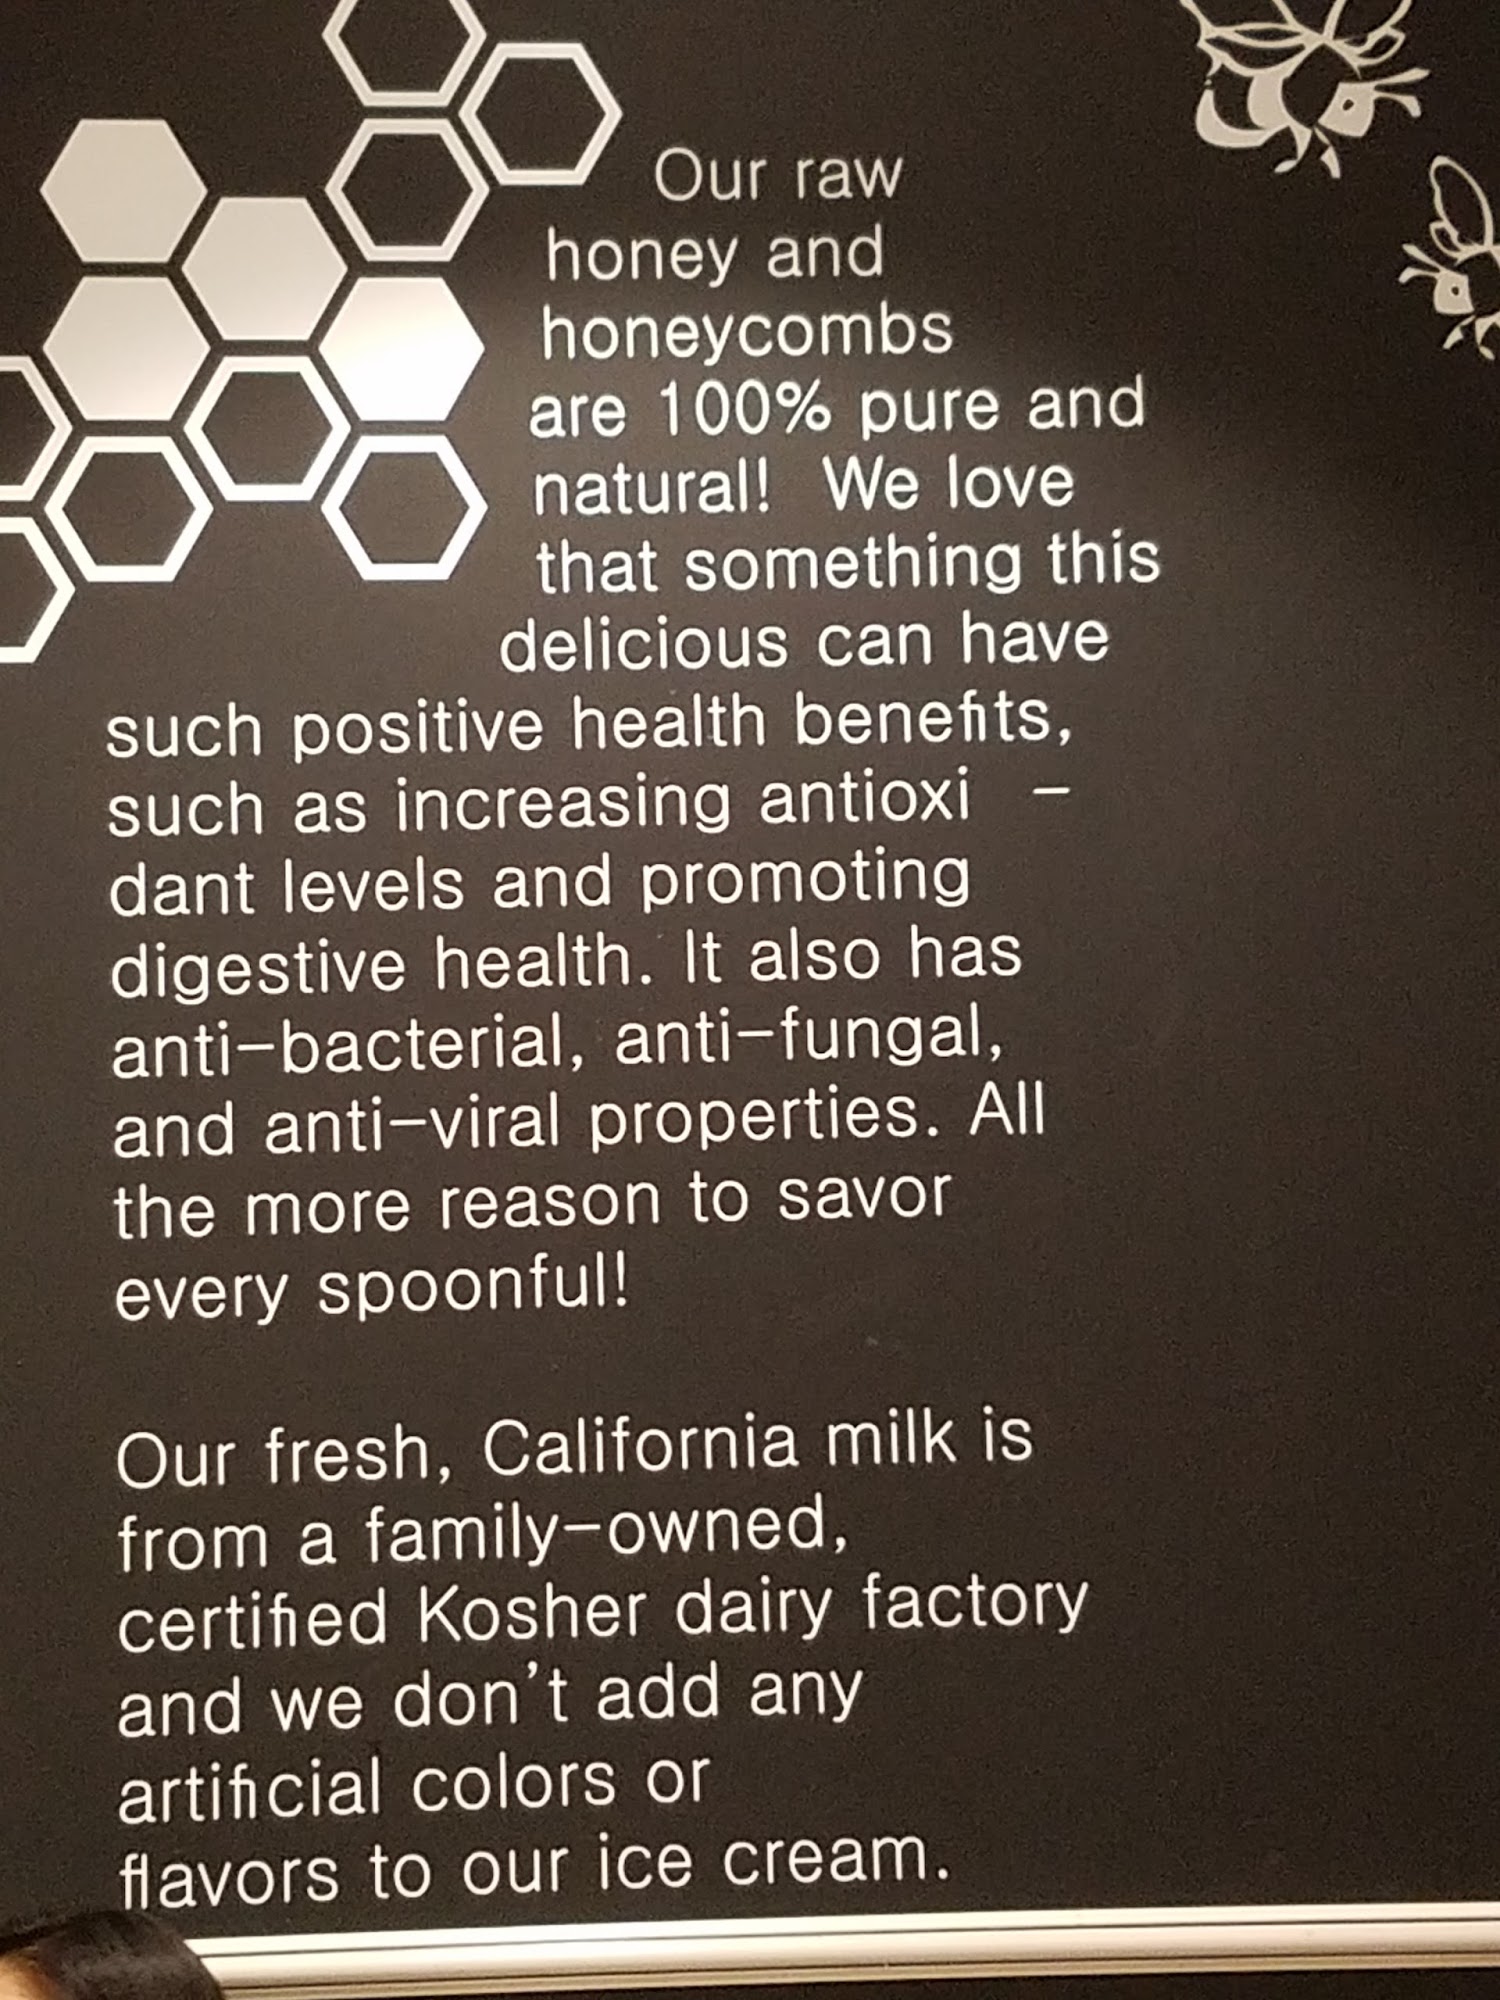 Our raw
honey and
honeycombs
are 100% pure and
natural! We love
that something this
delicious can have
such positive health benefits,
such as increasing antioxi -
dant levels and promoting
digestive health. It also has
anti-bacterial, anti-fungal,
and anti-viral properties. All
the more reason to savor
every spoonful!
Our fresh, California milk is
from a family-owned,
certified Kosher dairy factory
and we don't add any
artificial colors or
flavors to our ice cream.